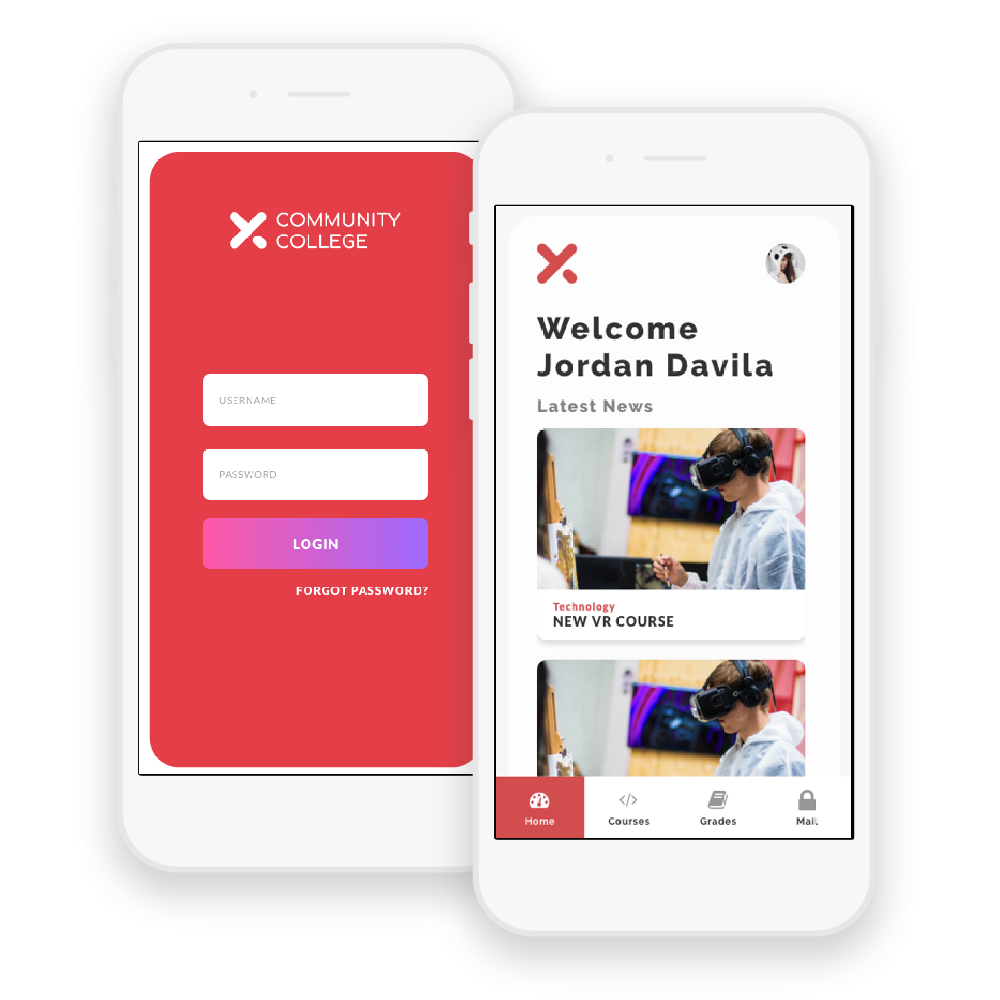 COMMUNITY
COLLEGE
USERNAME
PASSWORD
LOGIN
FORGOT PASSWORD?
Welcome
Jordan Davila
Latest News
Technology
NEW VR COURSE
Home
Courses
Grades
Mail